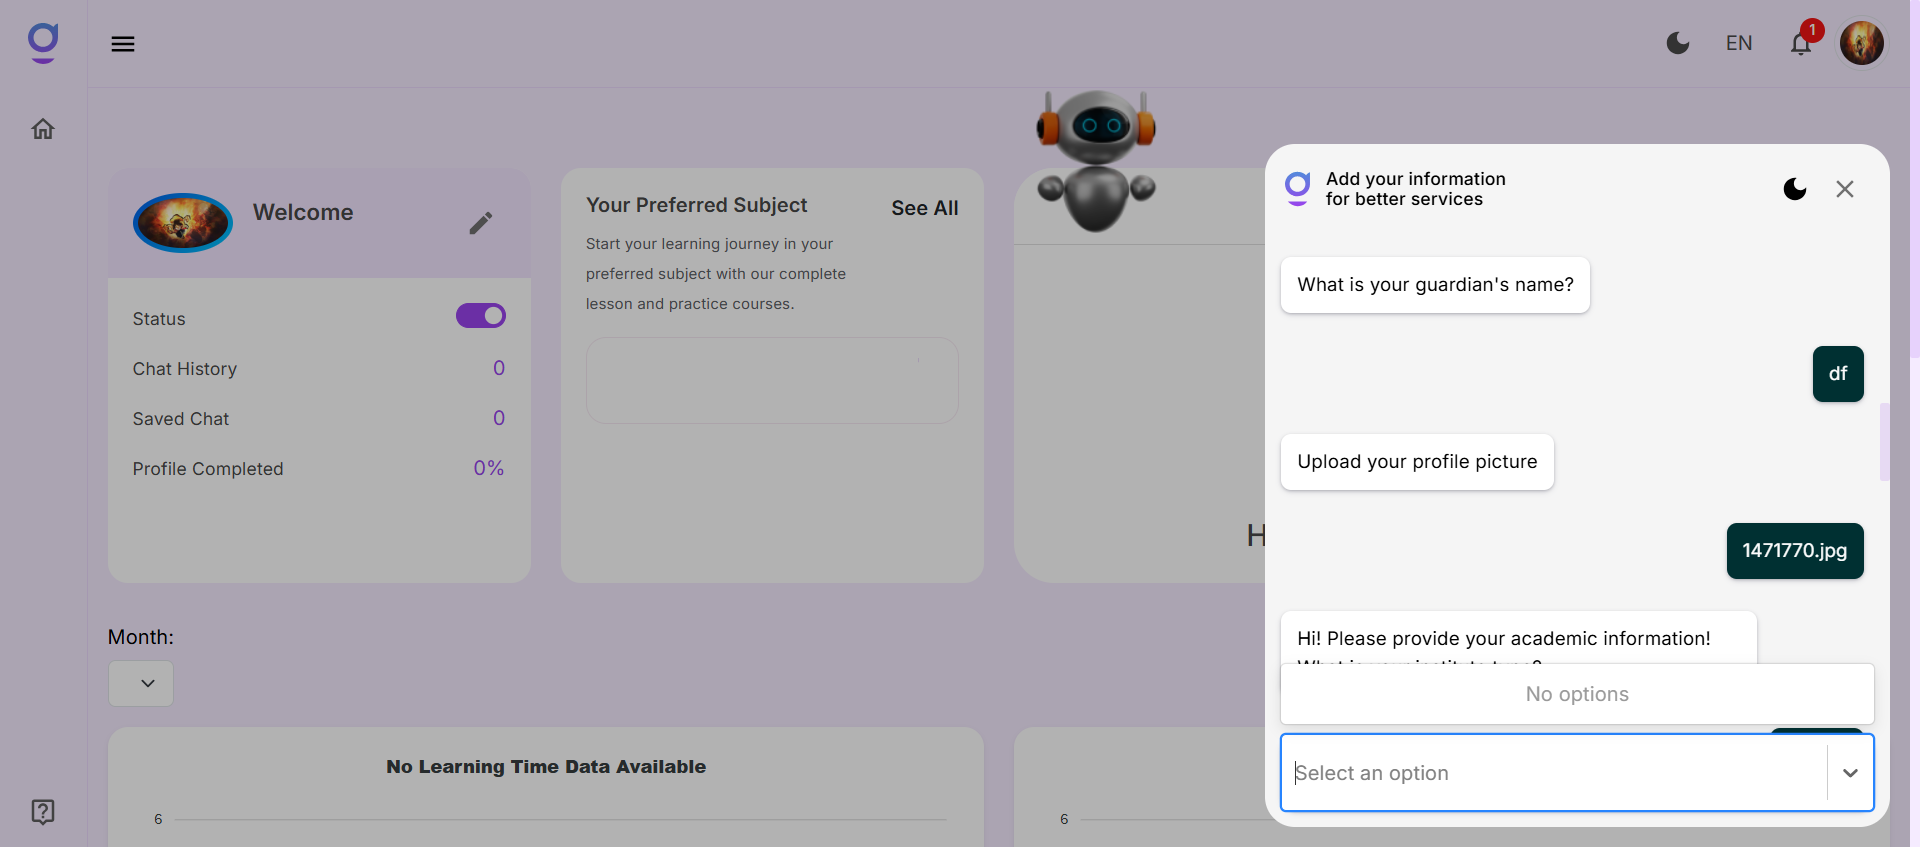 EN
1
Welcome
Status
Chat History 0
Saved Chat 0
Profile Completed 0%
Your Preferred Subject
See All
Start your learning journey in your
preferred subject with our complete
lesson and practice courses.
H
Month:
No Learning Time Data Available
6
6
Add your information
for better services
What is your guardian's name?
df
Upload your profile picture
1471770.jpg
Hi! Please provide your academic information!
No options
Select an option